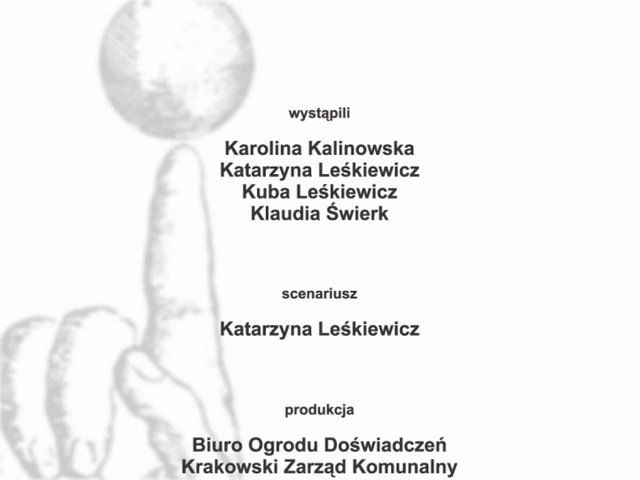 wystąpili
Karolina Kalinowska
Katarzyna Leśkiewicz
Kuba Leśkiewicz
Klaudia Świerk
scenariusz
Katarzyna Leśkiewicz
produkcja
Biuro Ogrodu Doświadczeń
Krakowski Zarząd Komunalny